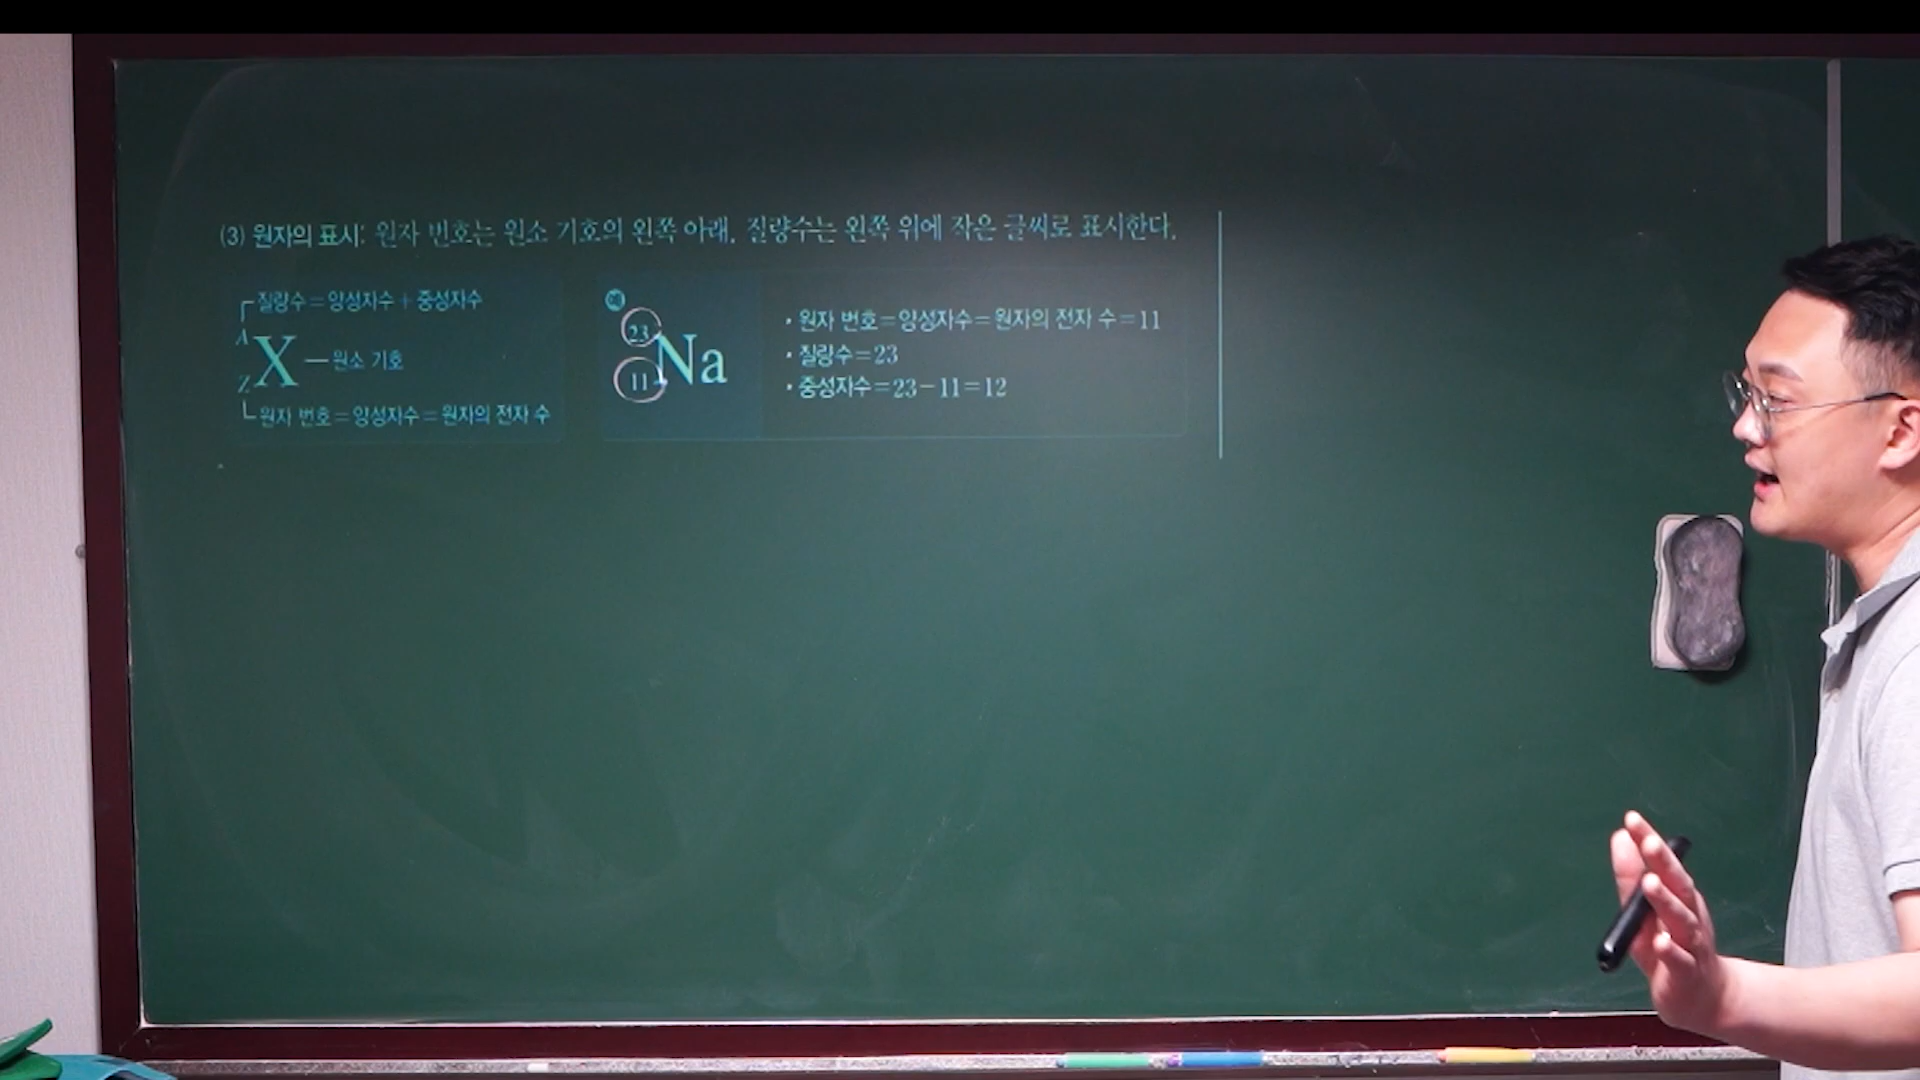 (3) 원자의 표시: 원자 번호는 원소 기호의 왼쪽 아래, 질량수는 왼쪽 위에 작은 글씨로 표시한다.
질량수=양성자수+중성자수
A
X
원소 기호
Z
원자 번호=양성자수=원자의 전자 수
예
23
Na
11
· 원자 번호=양성자수=원자의 전자 수=11
· 질량수=23
· 중성자수=23-11=12